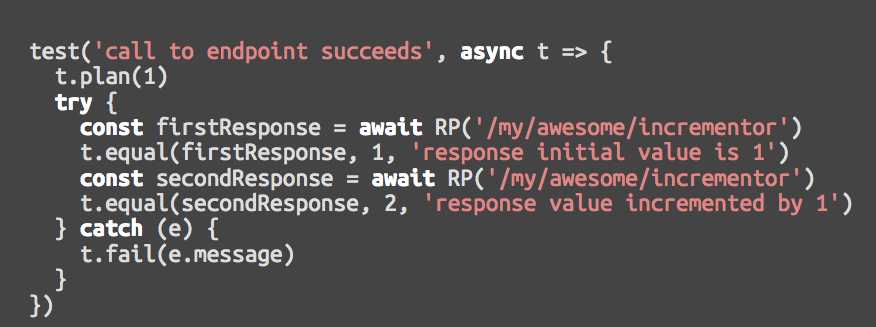 test('call to endpoint succeeds', async t => {
  t.plan(1)
  try {
    const firstResponse = await RP('/my/awesome/incrementor')
    t.equal(firstResponse, 1, 'response initial value is 1')
    const secondResponse = await RP('/my/awesome/incrementor')
    t.equal(secondResponse, 2, 'response value incremented by 1')
  } catch (e) {
    t.fail(e.message)
  }
})